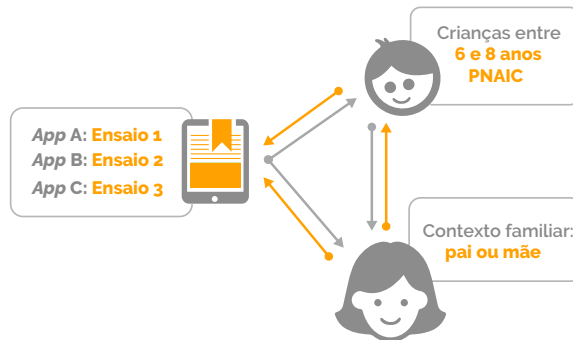 Crianças entre
6 e 8 anos
PNAIC
App A: Ensaio 1
App B: Ensaio 2
App C: Ensaio 3
Contexto familiar:
pai ou mãe